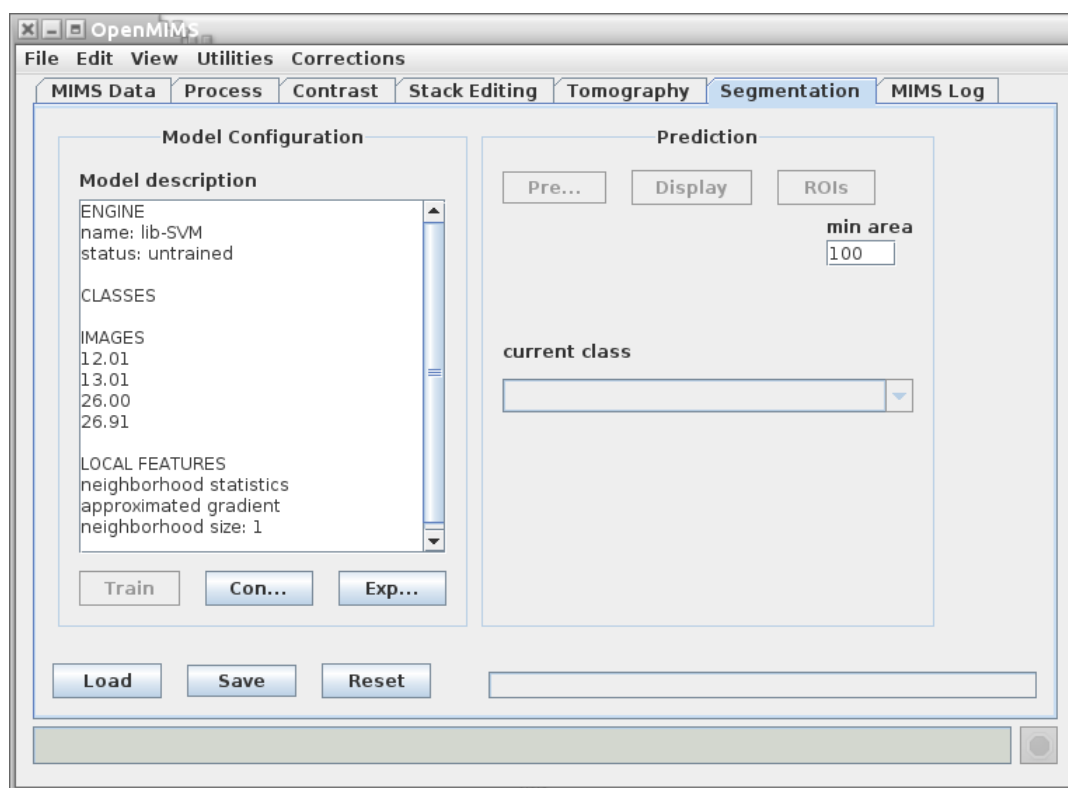 OpenMIMS
File Edit View Utilities Corrections
MIMS Data Process Contrast Stack Editing Tomography Segmentation MIMS Log
Model Configuration
Model description
ENGINE
name: lib-SVM
status: untrained
CLASSES
IMAGES
12.01
13.01
26.00
26.91
LOCAL FEATURES
neighborhood statistics
approximated gradient
neighborhood size: 1
Train Con... Exp...
Prediction
Pre... Display ROIs
min area
100
current class
Load Save Reset